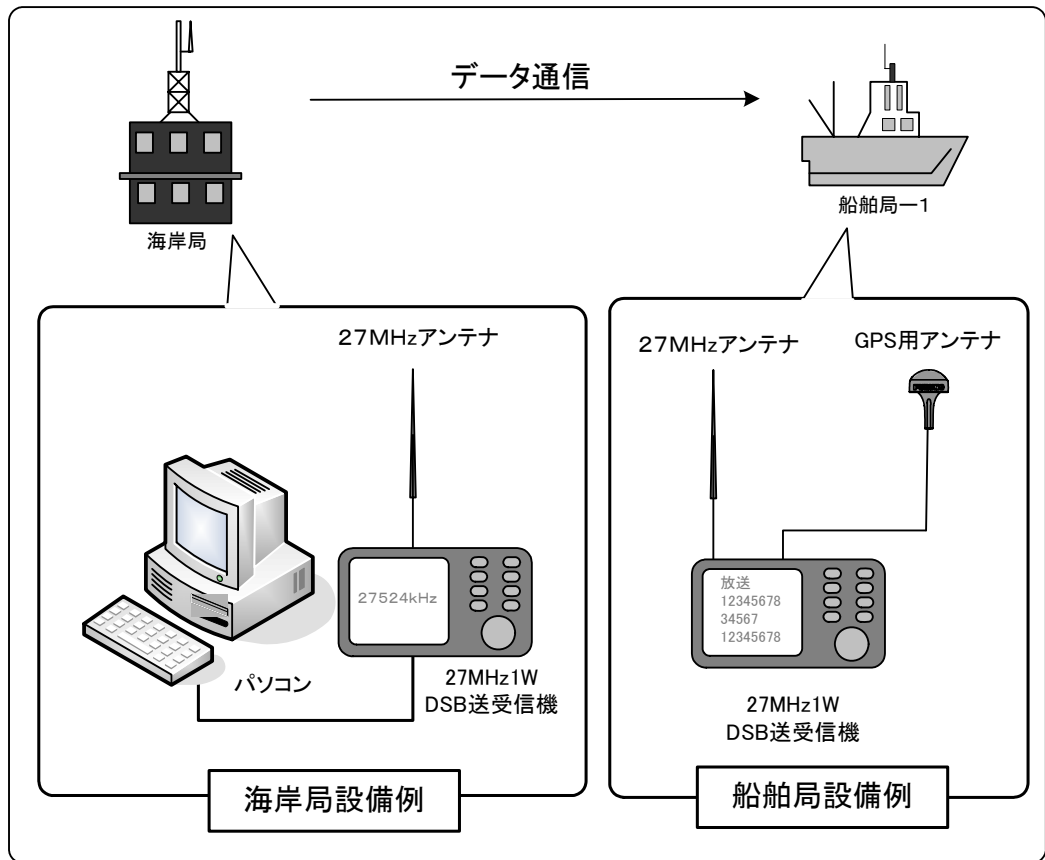 データ通信
海岸局
船舶局ー1
27MHzアンテナ
27524kHz
パソコン
27MHz1W
DSB送受信機
海岸局設備例
27MHzアンテナ
GPS用アンテナ
放送
12345678
34567
12345678
27MHz1W
DSB送受信機
船舶局設備例